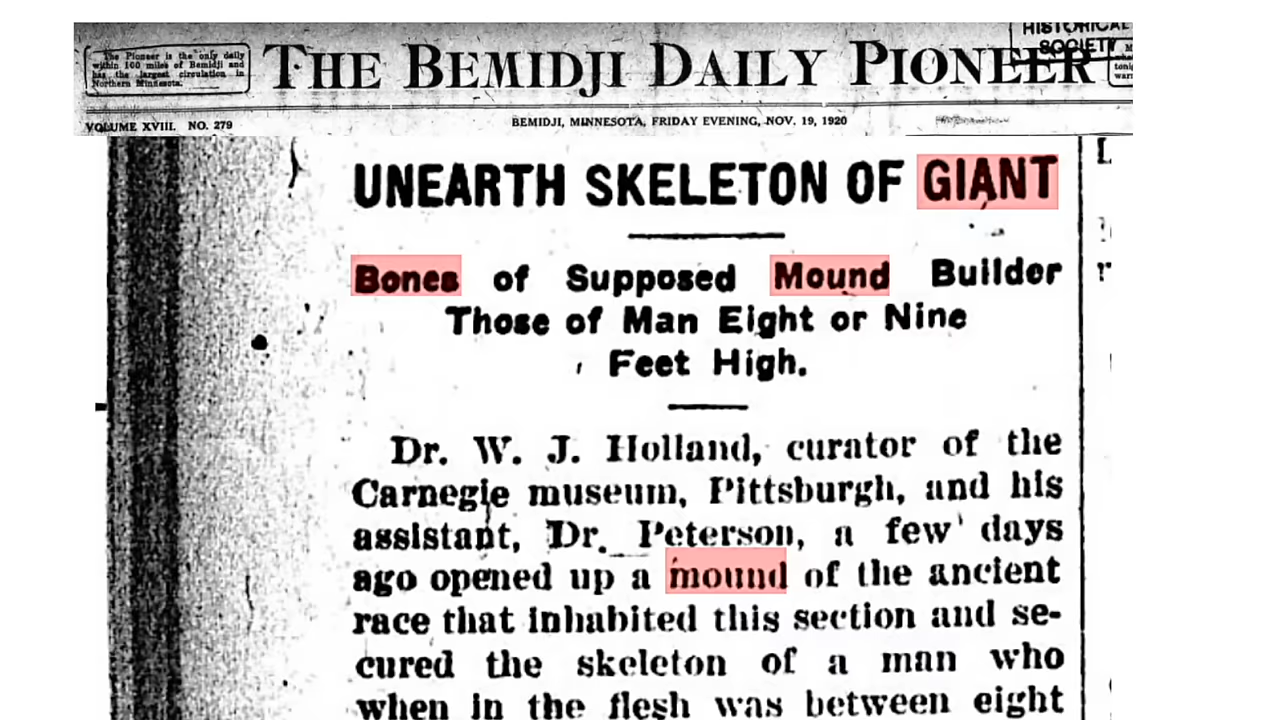 The Pioneer is the only daily
within 100 miles of Bemidji and
has the largest circulation in
Northern Minnesota.
THE BEMIDJI DAILY PIONEER
HISTORICAL
SOCIETY
VOLUME XVIII. NO. 279
BEMIDJI, MINNESOTA, FRIDAY EVENING, NOV. 19, 1920
UNEARTH SKELETON OF GIANT
Bones of Supposed Mound Builder
Those of Man Eight or Nine
Feet High.
Dr. W. J. Holland, curator of the
Carnegie museum, Pittsburgh, and his
assistant, Dr. Peterson, a few days
ago opened up a mound of the ancient
race that inhabited this section and se-
cured the skeleton of a man who
when in the flesh was between eight